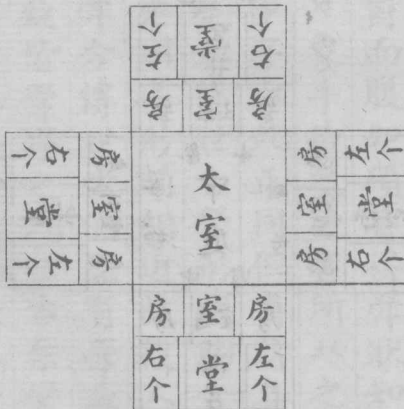 左个 堂 右个
房 室 房
右个 房
堂 室
左个 房
太室
房 左个
室 堂
房 右个
房 室 房
右个 堂 左个